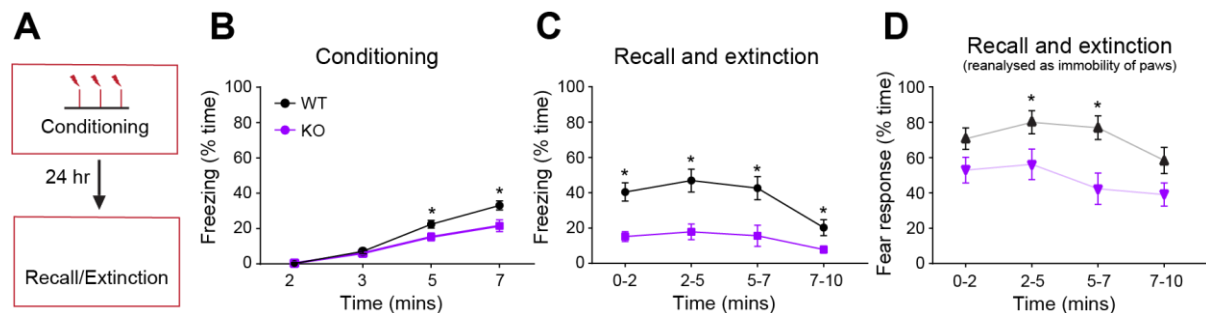 A
Conditioning
24 hr
Recall/Extinction
B
Conditioning
Freezing (% time)
100
80
60
40
20
0
WT
KO
*
*
2
3
5
7
Time (mins)
C
Recall and extinction
Freezing (% time)
100
80
60
40
20
0
*
*
*
*
0-2
2-5
5-7
7-10
Time (mins)
D
Recall and extinction
(reanalysed as immobility of paws)
Fear response (% time)
100
80
60
40
20
0
*
*
0-2
2-5
5-7
7-10
Time (mins)